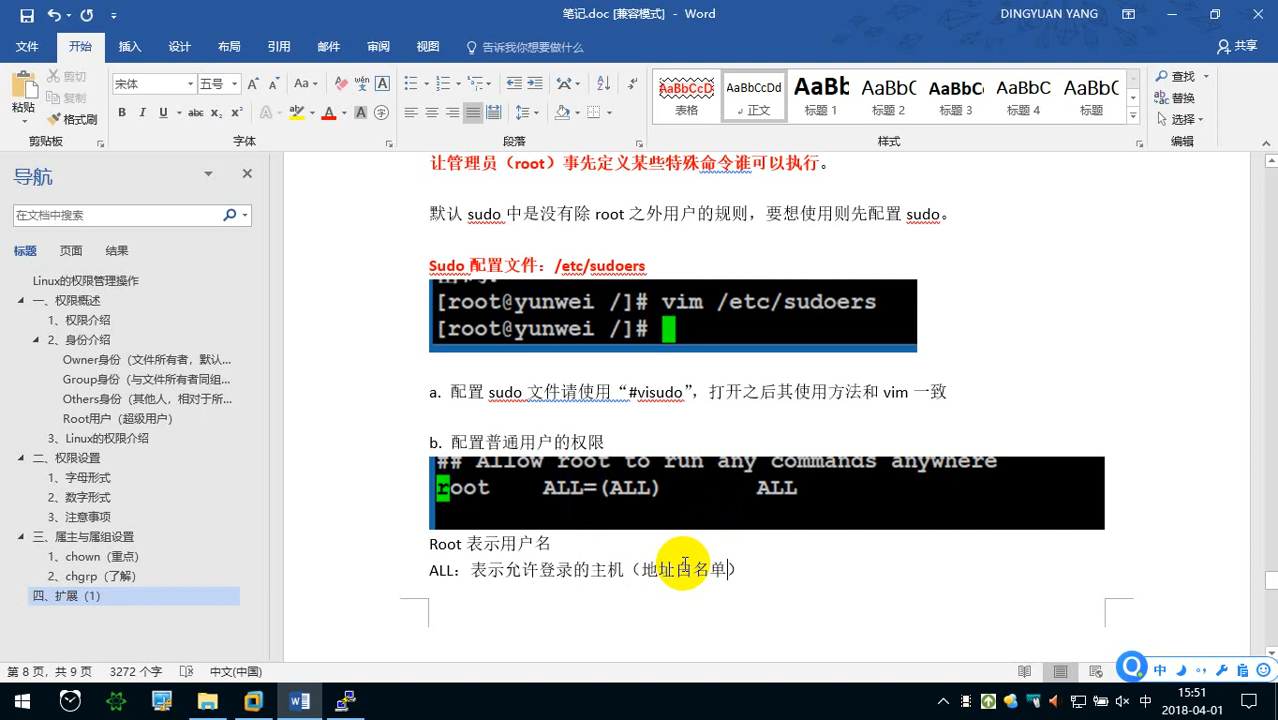 笔记.doc [兼容模式] - Word
DINGYUAN YANG
文件 开始 插入 设计 布局 引用 邮件 审阅 视图 告诉我你想要做什么 共享
粘贴 剪切 复制 格式刷
宋体 五号
AaBbCcD AaBbCcDd AaBb AaBbC AaBbC AaBbC AaBbC
表格 正文 标题 1 标题 2 标题 3 标题 4 标题
查找 替换 选择
剪贴板 字体 段落 样式 编辑
导航
在文档中搜索
标题 页面 结果
Linux的权限管理操作
一、权限概述
1、权限介绍
2、身份介绍
Owner身份（文件所有者，默认...
Group身份（与文件所有者同组...
Others身份（其他人，相对于所...
Root用户（超级用户）
3、Linux的权限介绍
二、权限设置
1、字母形式
2、数字形式
3、注意事项
三、属主与属组设置
1、chown（重点）
2、chgrp（了解）
四、扩展（1）
让管理员（root）事先定义某些特殊命令谁可以执行。
默认 sudo 中是没有除 root 之外用户的规则，要想使用则先配置 sudo。
Sudo 配置文件：/etc/sudoers
[root@yunwei /]# vim /etc/sudoers
[root@yunwei /]#
a. 配置 sudo 文件请使用“#visudo”，打开之后其使用方法和 vim 一致
b. 配置普通用户的权限
## Allow root to run any commands anywhere
root ALL=(ALL) ALL
Root 表示用户名
ALL：表示允许登录的主机（地址白名单）
第 8 页，共 9 页 3272 个字 中文(中国)
中
中 15:51
2018-04-01